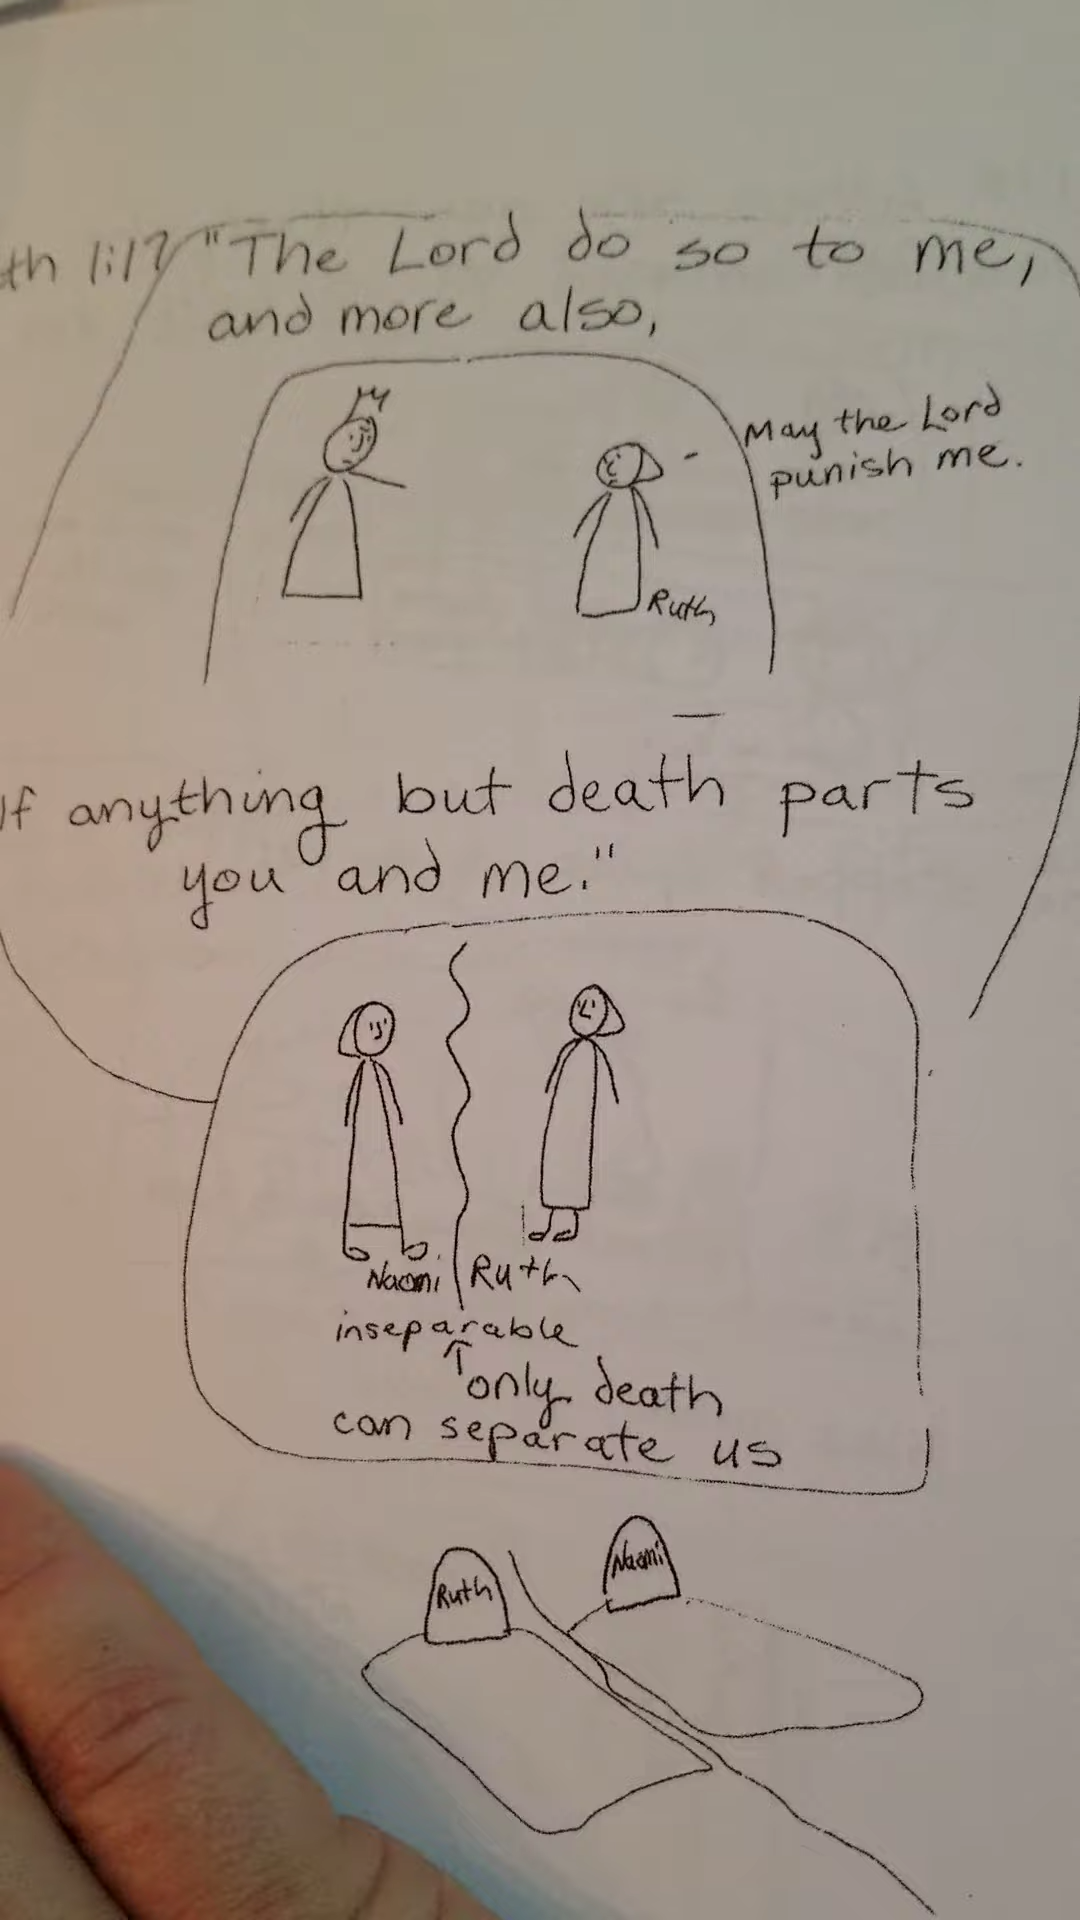 th 1:17 "The Lord do so to me,
and more also,
May the Lord
punish me.
Ruth
If anything but death parts
you and me."
Naomi Ruth
inseparable
only death
can separate us
Ruth
Naomi